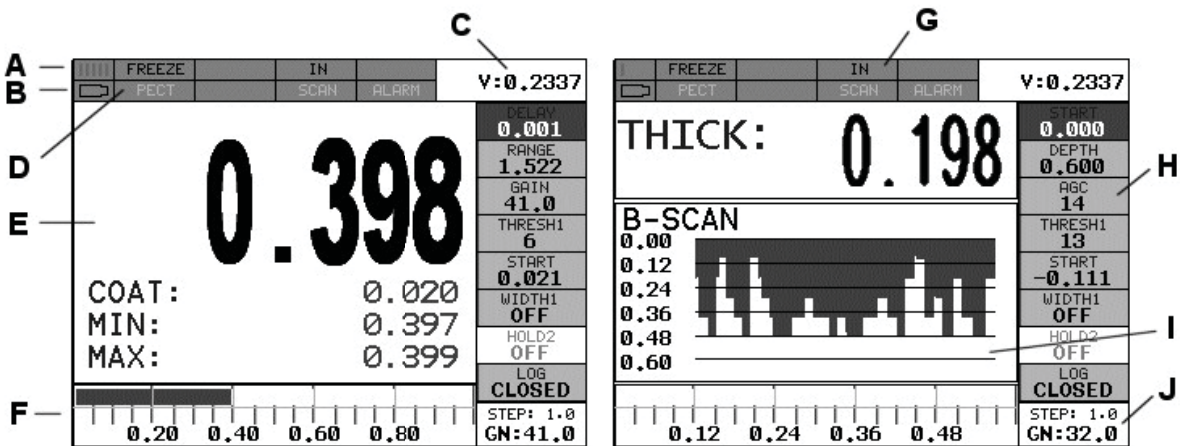 C
G
A
B
D
E
F
FREEZE IN
PECT SCAN ALARM
V:0.2337
0.398
COAT: 0.020
MIN: 0.397
MAX: 0.399
DELAY
0.001
RANGE
1.522
GAIN
41.0
THRESH1
6
START
0.021
WIDTH1
OFF
HOLD2
OFF
LOG
CLOSED
STEP: 1.0
GN:41.0
0.20 0.40 0.60 0.80
FREEZE IN
PECT SCAN ALARM
V:0.2337
THICK: 0.198
B-SCAN
0.00
0.12
0.24
0.36
0.48
0.60
START
0.000
DEPTH
0.600
AGC
14
THRESH1
13
START
-0.111
WIDTH1
OFF
HOLD2
OFF
LOG
CLOSED
STEP: 1.0
GN:32.0
0.12 0.24 0.36 0.48
H
I
J